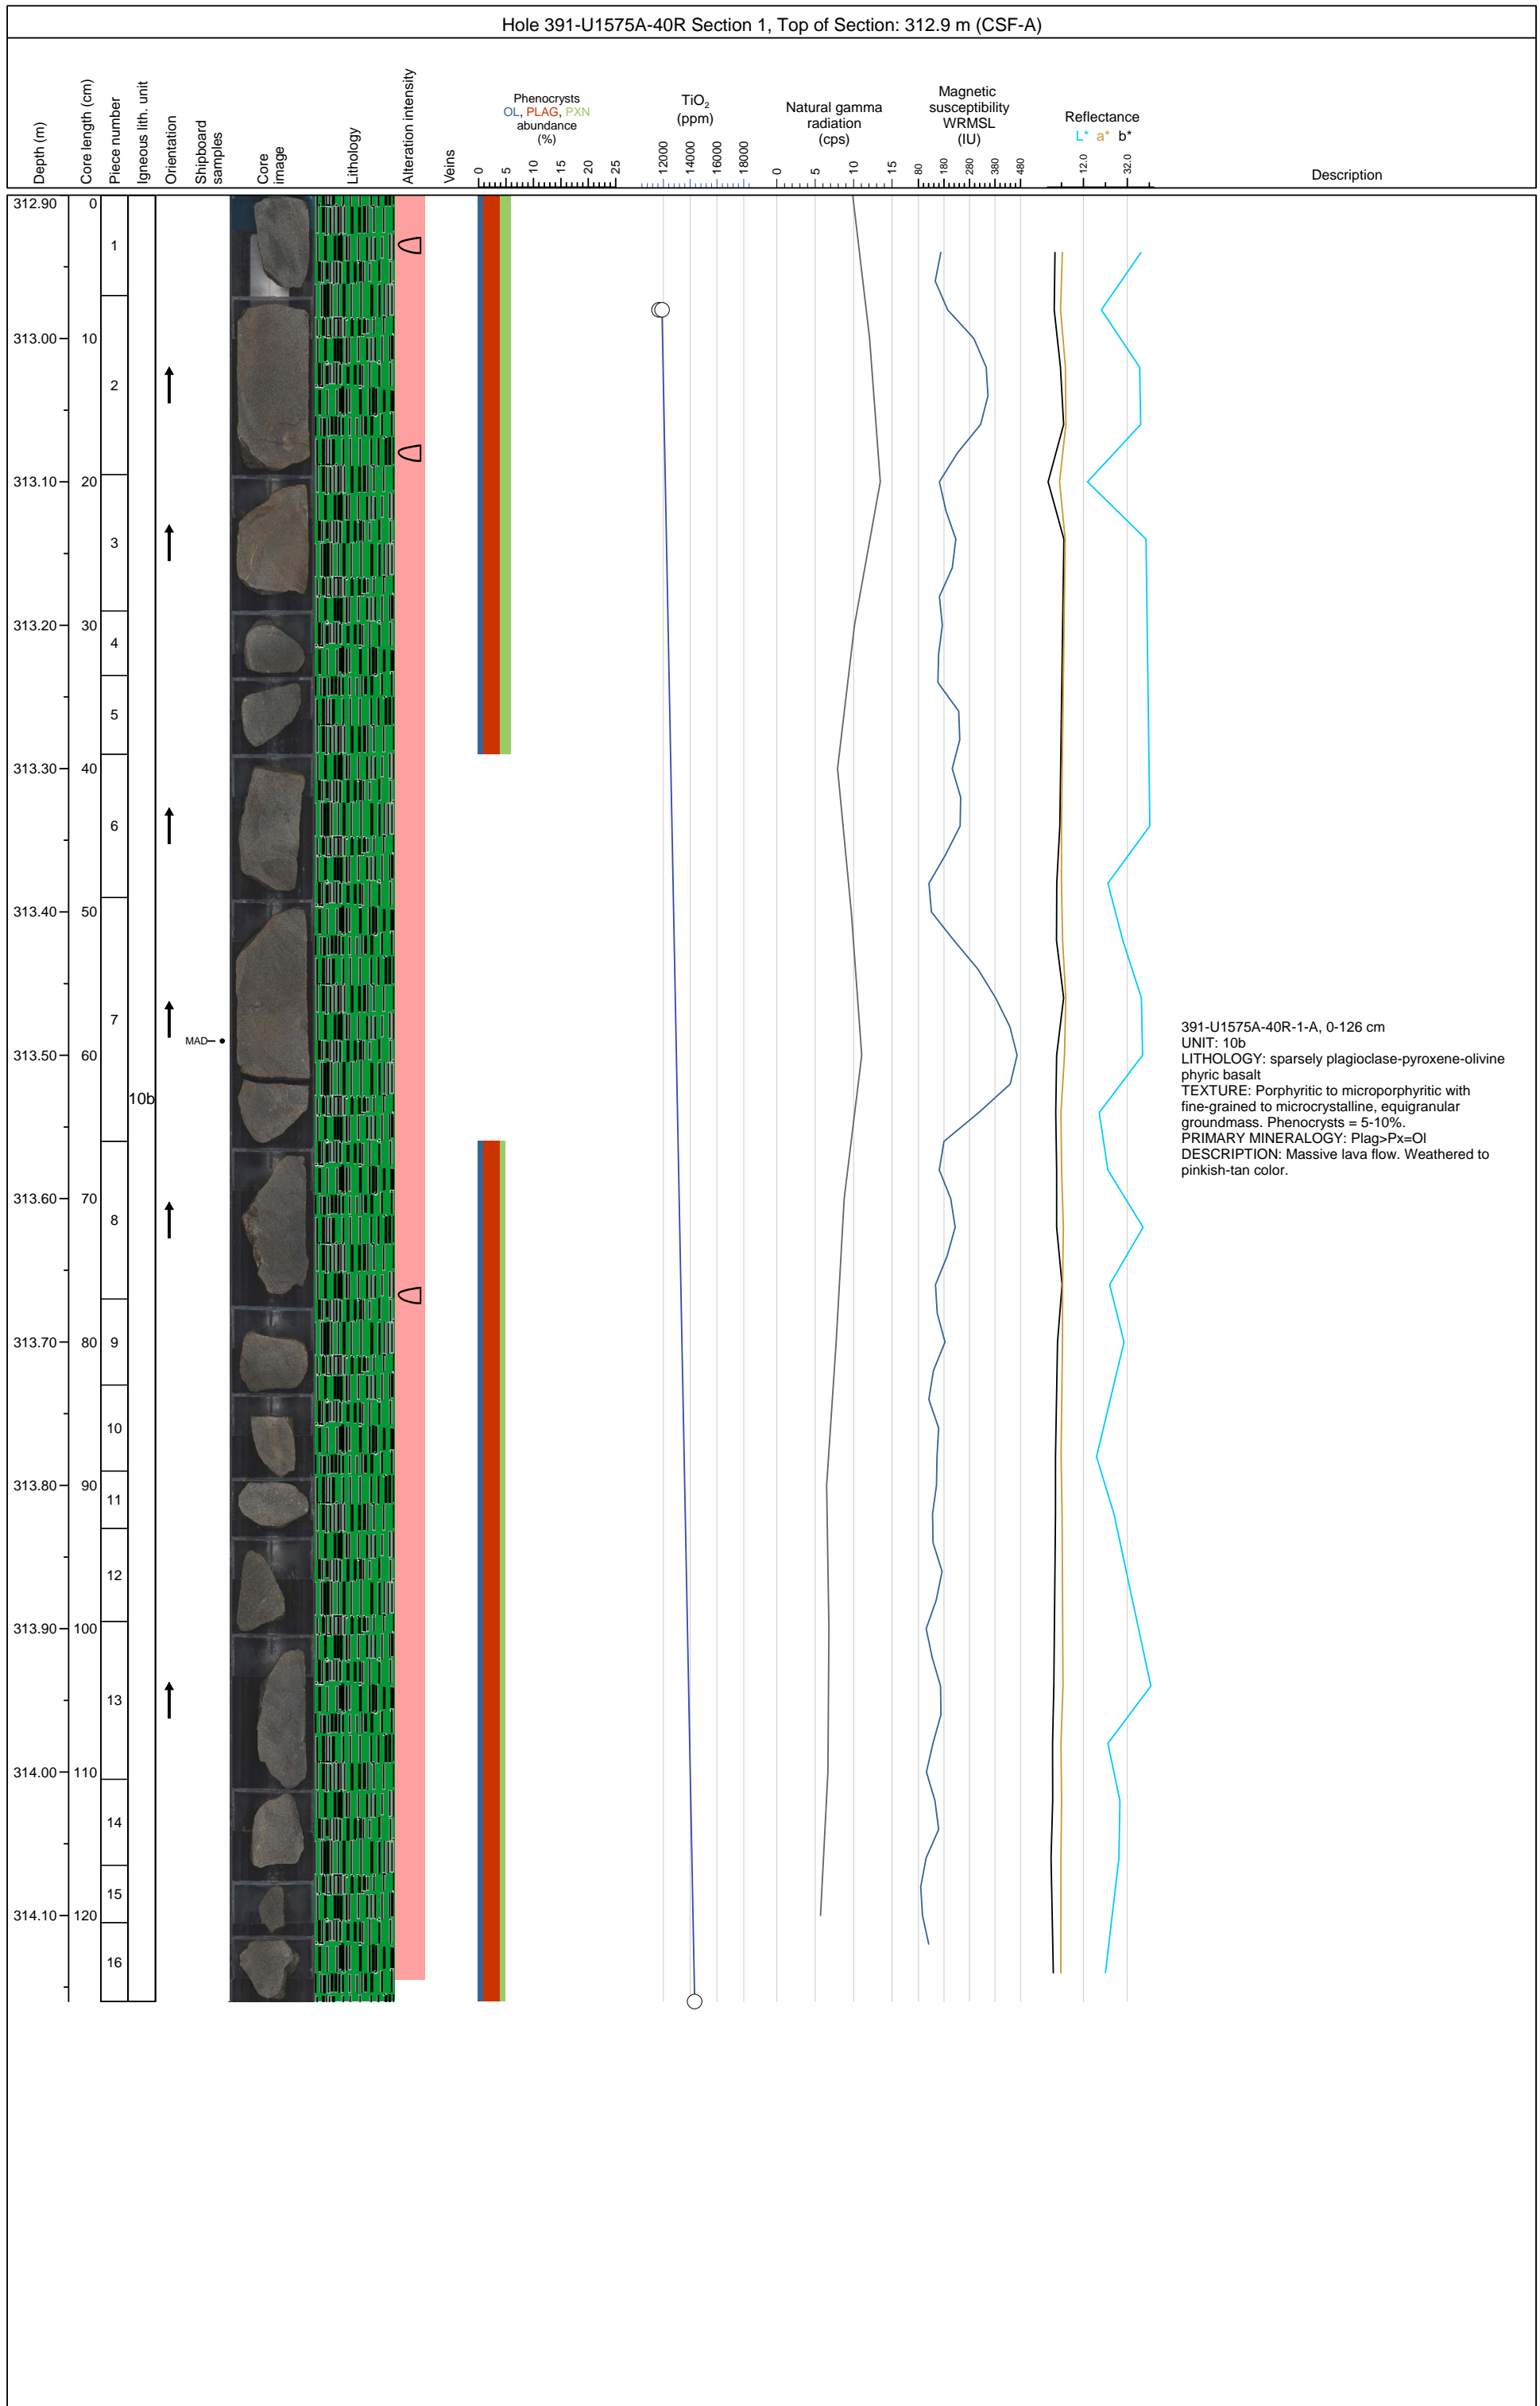 Hole 391-U1575A-40R Section 1, Top of Section: 312.9 m (CSF-A)
Depth (m)
Core length (cm)
Piece number
Igneous lith. unit
Orientation
Shipboard
samples
Core
image
Lithology
Alteration intensity
Veins
Phenocrysts
OL, PLAG, PXN
abundance
(%)
0 5 10 15 20 25
TiO₂
(ppm)
12000 14000 16000 18000
Natural gamma
radiation
(cps)
0 5 10 15
Magnetic
susceptibility
WRMSL
(IU)
80 180 280 380 480
Reflectance
L* a* b*
12.0 32.0
Description
312.90 0
1
313.00 10
2
313.10 20
3
313.20 30
4
5
313.30 40
6
313.40 50
7
MAD
313.50 60
10b
313.60 70
8
313.70 80
9
10
313.80 90
11
12
313.90 100
13
314.00 110
14
15
314.10 120
16
391-U1575A-40R-1-A, 0-126 cm
UNIT: 10b
LITHOLOGY: sparsely plagioclase-pyroxene-olivine
phyric basalt
TEXTURE: Porphyritic to microporphyritic with
fine-grained to microcrystalline, equigranular
groundmass. Phenocrysts = 5-10%.
PRIMARY MINERALOGY: Plag>Px=Ol
DESCRIPTION: Massive lava flow. Weathered to
pinkish-tan color.